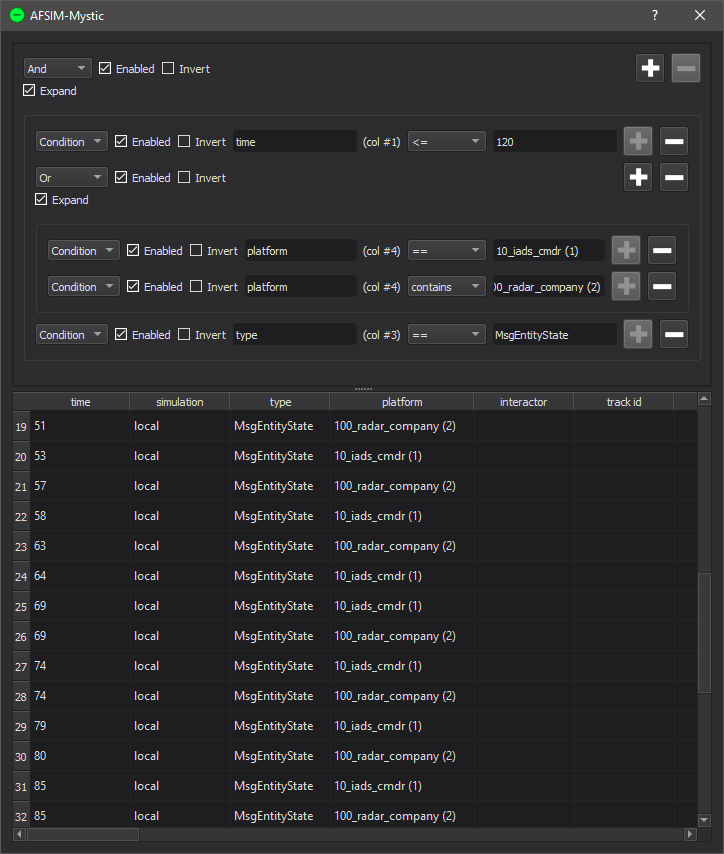 AFSIM-Mystic ?
And Enabled Invert
Expand
Condition Enabled Invert time (col #1) <= 120
Or Enabled Invert
Expand
Condition Enabled Invert platform (col #4) == 10_iads_cmdr (1)
Condition Enabled Invert platform (col #4) contains 00_radar_company (2)
Condition Enabled Invert type (col #3) == MsgEntityState
time simulation type platform interactor track id
19 51 local MsgEntityState 100_radar_company (2)
20 53 local MsgEntityState 10_iads_cmdr (1)
21 57 local MsgEntityState 100_radar_company (2)
22 58 local MsgEntityState 10_iads_cmdr (1)
23 63 local MsgEntityState 100_radar_company (2)
24 64 local MsgEntityState 10_iads_cmdr (1)
25 69 local MsgEntityState 10_iads_cmdr (1)
26 69 local MsgEntityState 100_radar_company (2)
27 74 local MsgEntityState 10_iads_cmdr (1)
28 74 local MsgEntityState 100_radar_company (2)
29 79 local MsgEntityState 10_iads_cmdr (1)
30 80 local MsgEntityState 100_radar_company (2)
31 85 local MsgEntityState 10_iads_cmdr (1)
32 85 local MsgEntityState 100_radar_company (2)